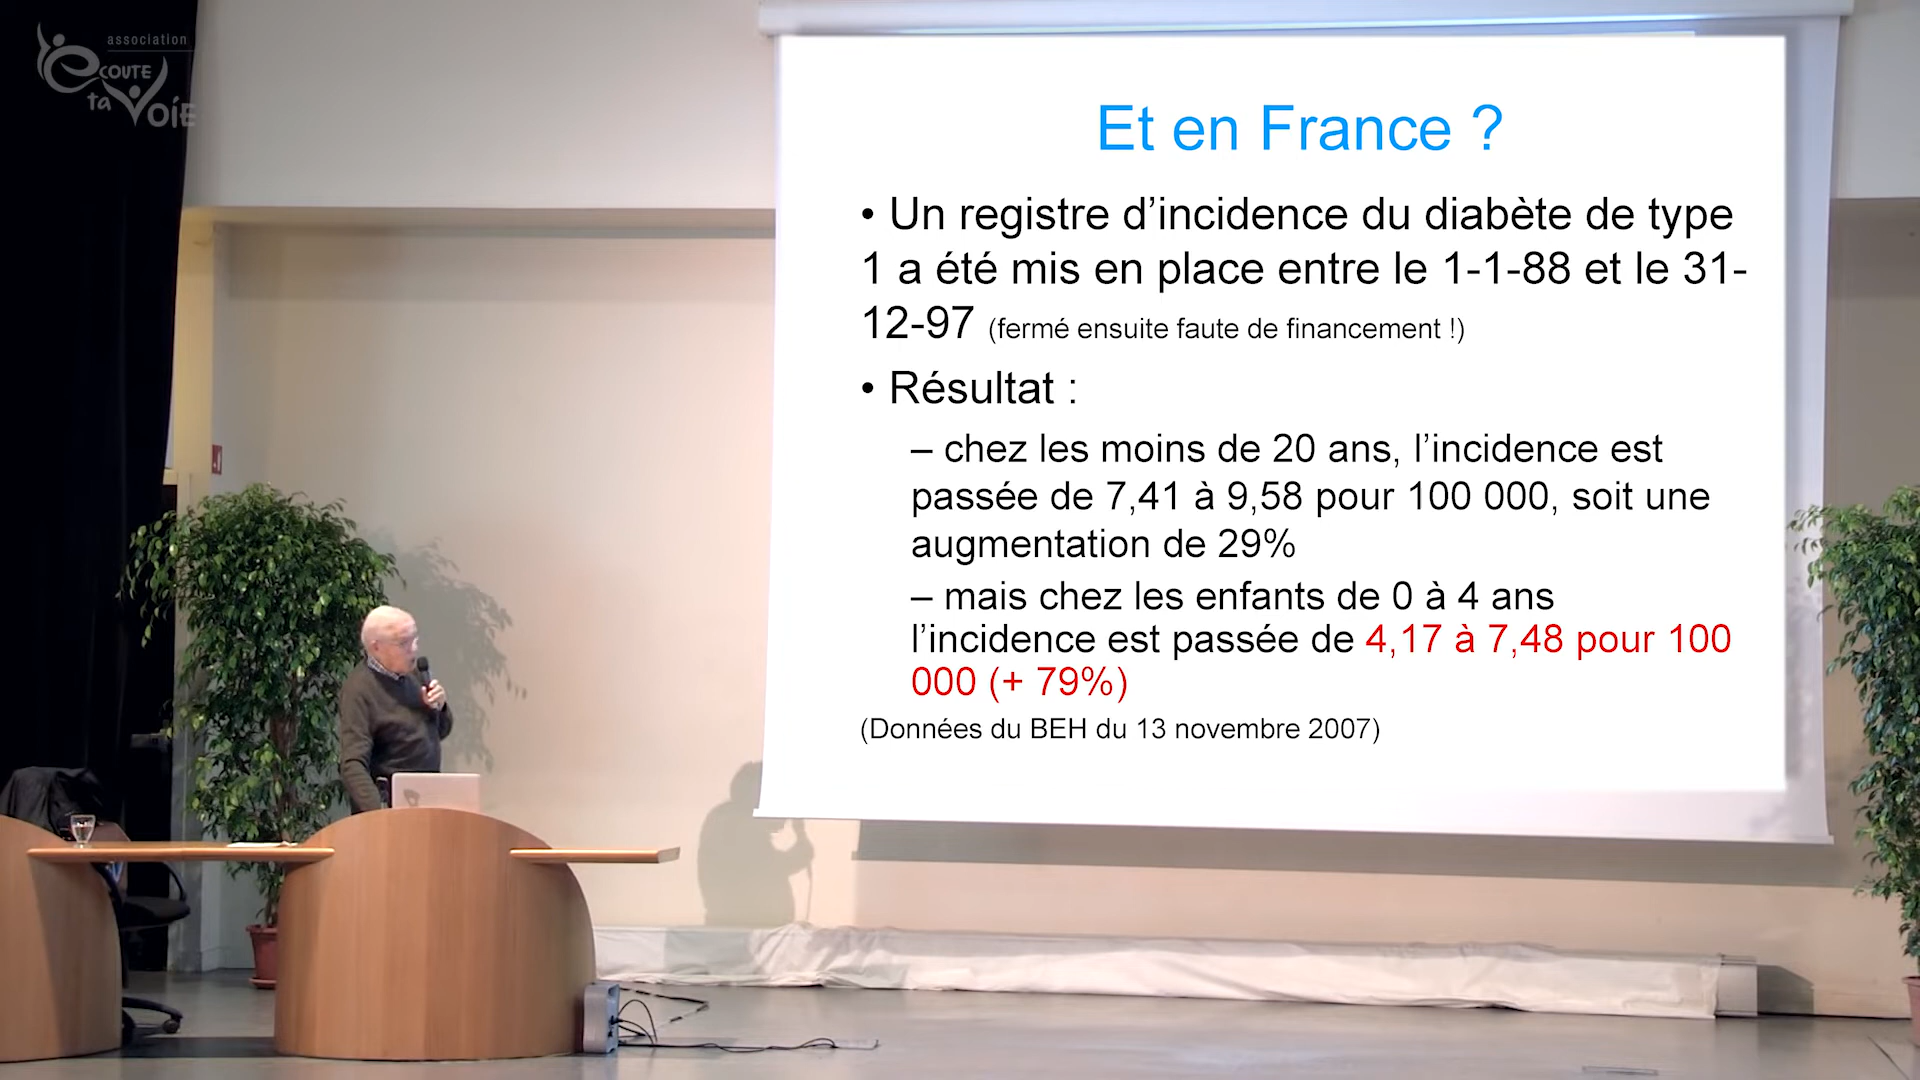 association
écoute
ta Voie
Et en France ?
• Un registre d’incidence du diabète de type
1 a été mis en place entre le 1-1-88 et le 31-
12-97 (fermé ensuite faute de financement !)
• Résultat :
– chez les moins de 20 ans, l’incidence est
passée de 7,41 à 9,58 pour 100 000, soit une
augmentation de 29%
– mais chez les enfants de 0 à 4 ans
l’incidence est passée de 4,17 à 7,48 pour 100
000 (+ 79%)
(Données du BEH du 13 novembre 2007)